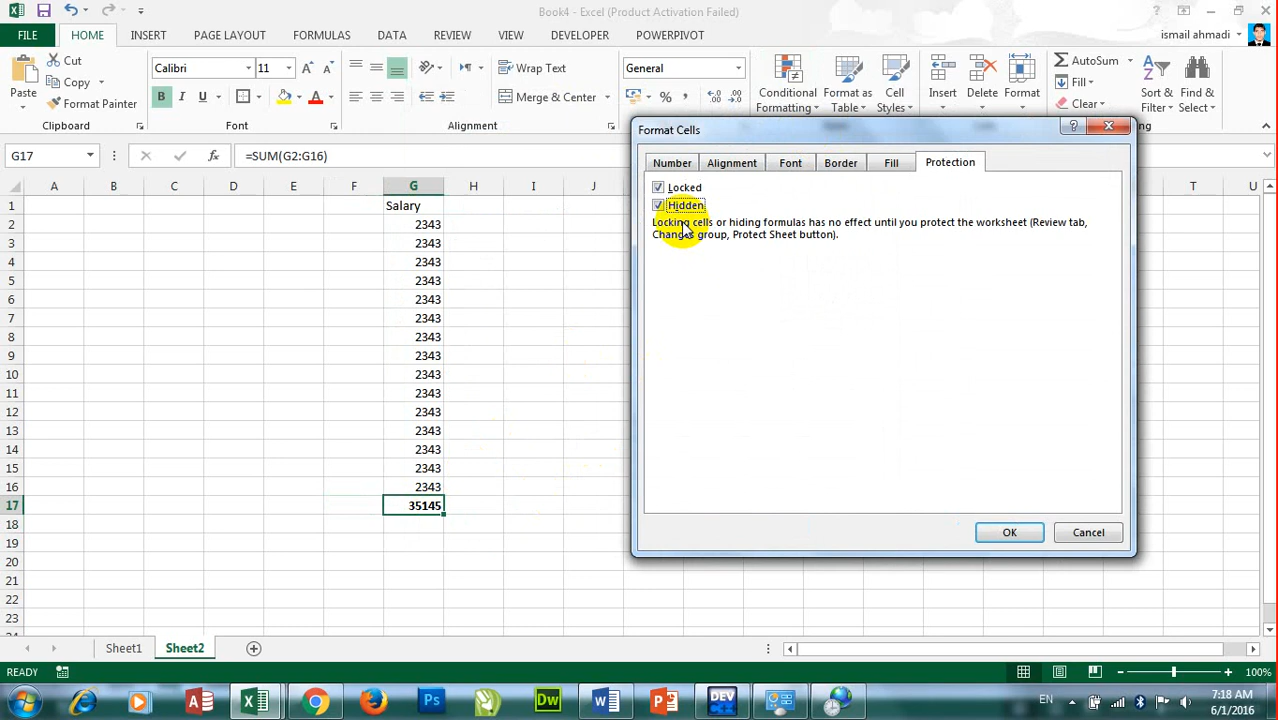 Book4 - Excel (Product Activation Failed)
FILE HOME INSERT PAGE LAYOUT FORMULAS DATA REVIEW VIEW DEVELOPER POWERPIVOT ismail ahmadi
Paste
Cut
Copy
Format Painter
Clipboard
Calibri 11
B I U
Font
Wrap Text
Merge & Center
Alignment
General
Conditional Formatting
Format as Table
Cell Styles
Insert Delete Format
AutoSum
Fill
Clear
Sort & Filter
Find & Select
G17 =SUM(G2:G16)
A B C D E F G H I J T U
1 Salary
2 2343
3 2343
4 2343
5 2343
6 2343
7 2343
8 2343
9 2343
10 2343
11 2343
12 2343
13 2343
14 2343
15 2343
16 2343
17 35145
18
19
20
21
22
23
Format Cells
Number Alignment Font Border Fill Protection
Locked
Hidden
Locking cells or hiding formulas has no effect until you protect the worksheet (Review tab,
Changes group, Protect Sheet button).
OK Cancel
Sheet1 Sheet2
READY 100%
EN 7:18 AM
6/1/2016